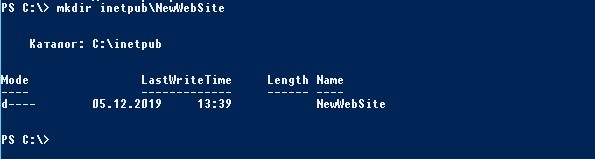 PS C:\> mkdir inetpub\NewWebSite
Каталог: C:\inetpub
Mode LastWriteTime Length Name
---- ------------- ------ ----
d---- 05.12.2019 13:39 NewWebSite
PS C:\>